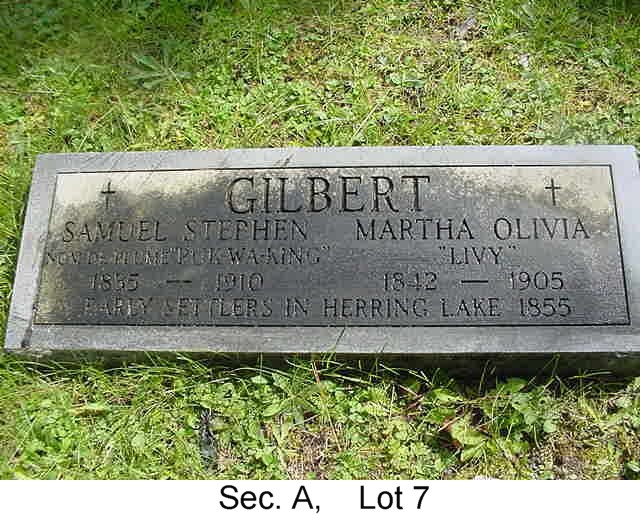 GILBERT
SAMUEL STEPHEN MARTHA OLIVIA
NOM DE PLUME "PUK-WA-KING" "LIVY"
1835 — 1910 1842 — 1905
EARLY SETTLERS IN HERRING LAKE 1855
Sec. A, Lot 7